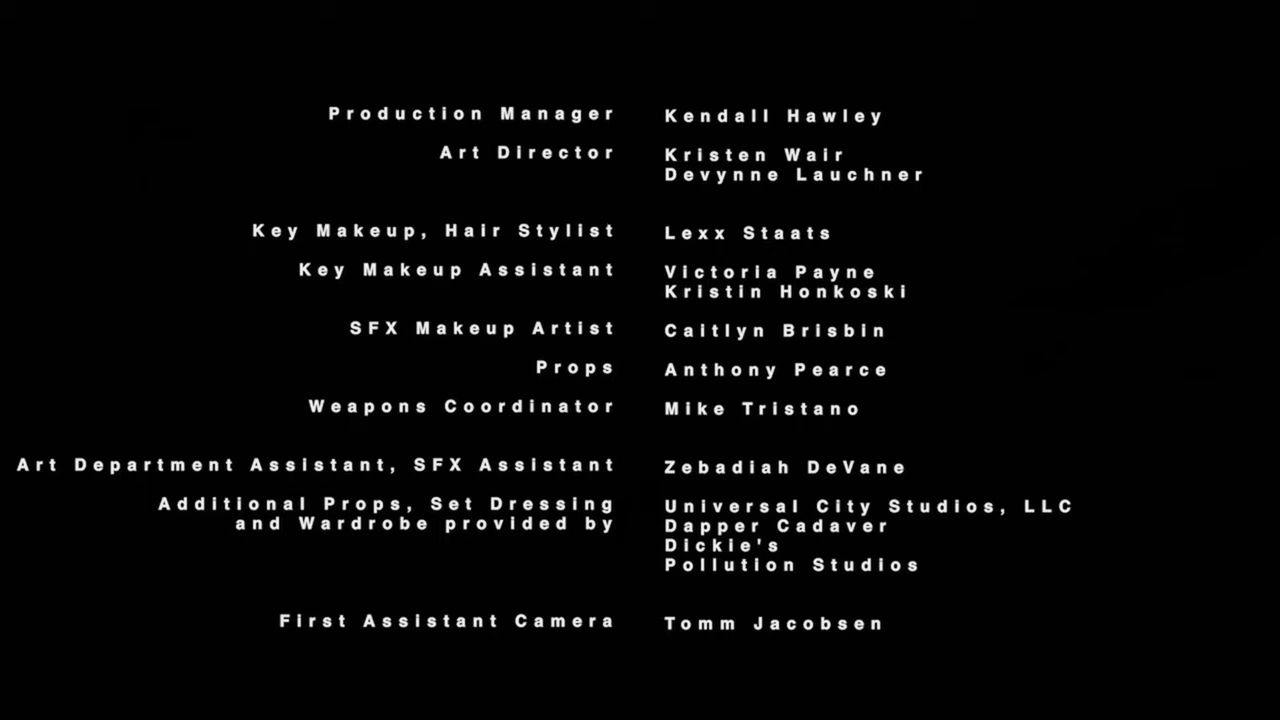 Production Manager Kendall Hawley
Art Director Kristen Wair
Devynne Lauchner
Key Makeup, Hair Stylist Lexx Staats
Key Makeup Assistant Victoria Payne
Kristin Honkoski
SFX Makeup Artist Caitlyn Brisbin
Props Anthony Pearce
Weapons Coordinator Mike Tristano
Art Department Assistant, SFX Assistant Zebadiah DeVane
Additional Props, Set Dressing Universal City Studios, LLC
and Wardrobe provided by Dapper Cadaver
Dickie's
Pollution Studios
First Assistant Camera Tomm Jacobsen